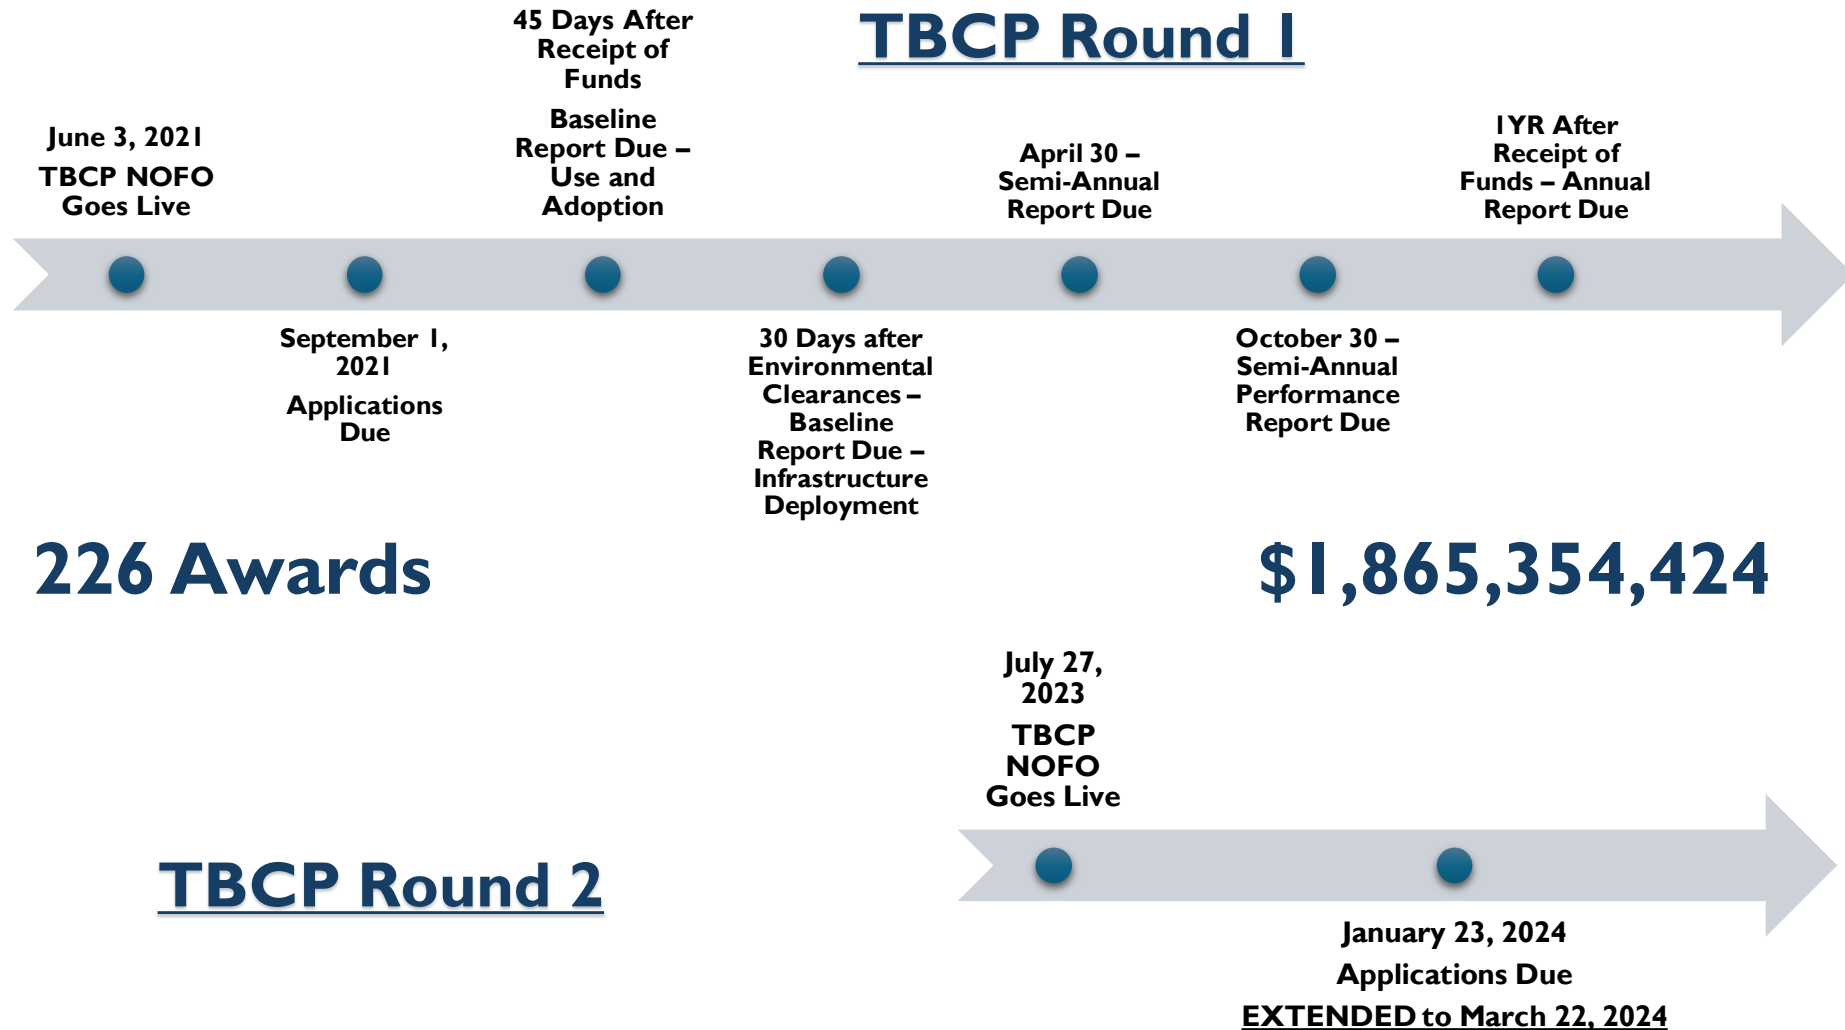 TBCP Round 1
June 3, 2021
TBCP NOFO
Goes Live
September 1,
2021
Applications
Due
45 Days After
Receipt of
Funds
Baseline
Report Due –
Use and
Adoption
30 Days after
Environmental
Clearances –
Baseline
Report Due –
Infrastructure
Deployment
April 30 –
Semi-Annual
Report Due
October 30 –
Semi-Annual
Performance
Report Due
1YR After
Receipt of
Funds – Annual
Report Due
226 Awards
$1,865,354,424
TBCP Round 2
July 27,
2023
TBCP
NOFO
Goes Live
January 23, 2024
Applications Due
EXTENDED to March 22, 2024